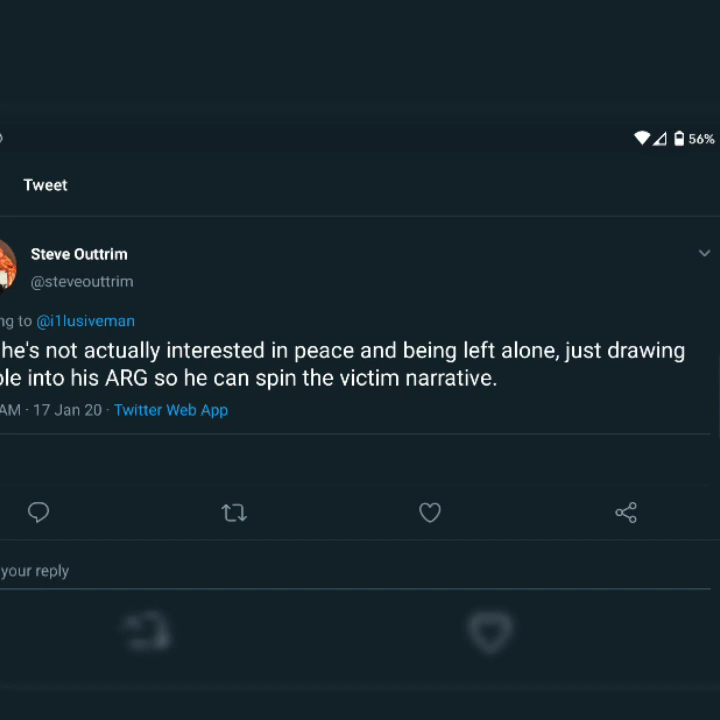 56%
Tweet
Steve Outtrim
@steveouttrim
to @i1lusiveman
he's not actually interested in peace and being left alone, just drawing
into his ARG so he can spin the victim narrative.
AM · 17 Jan 20 · Twitter Web App
your reply